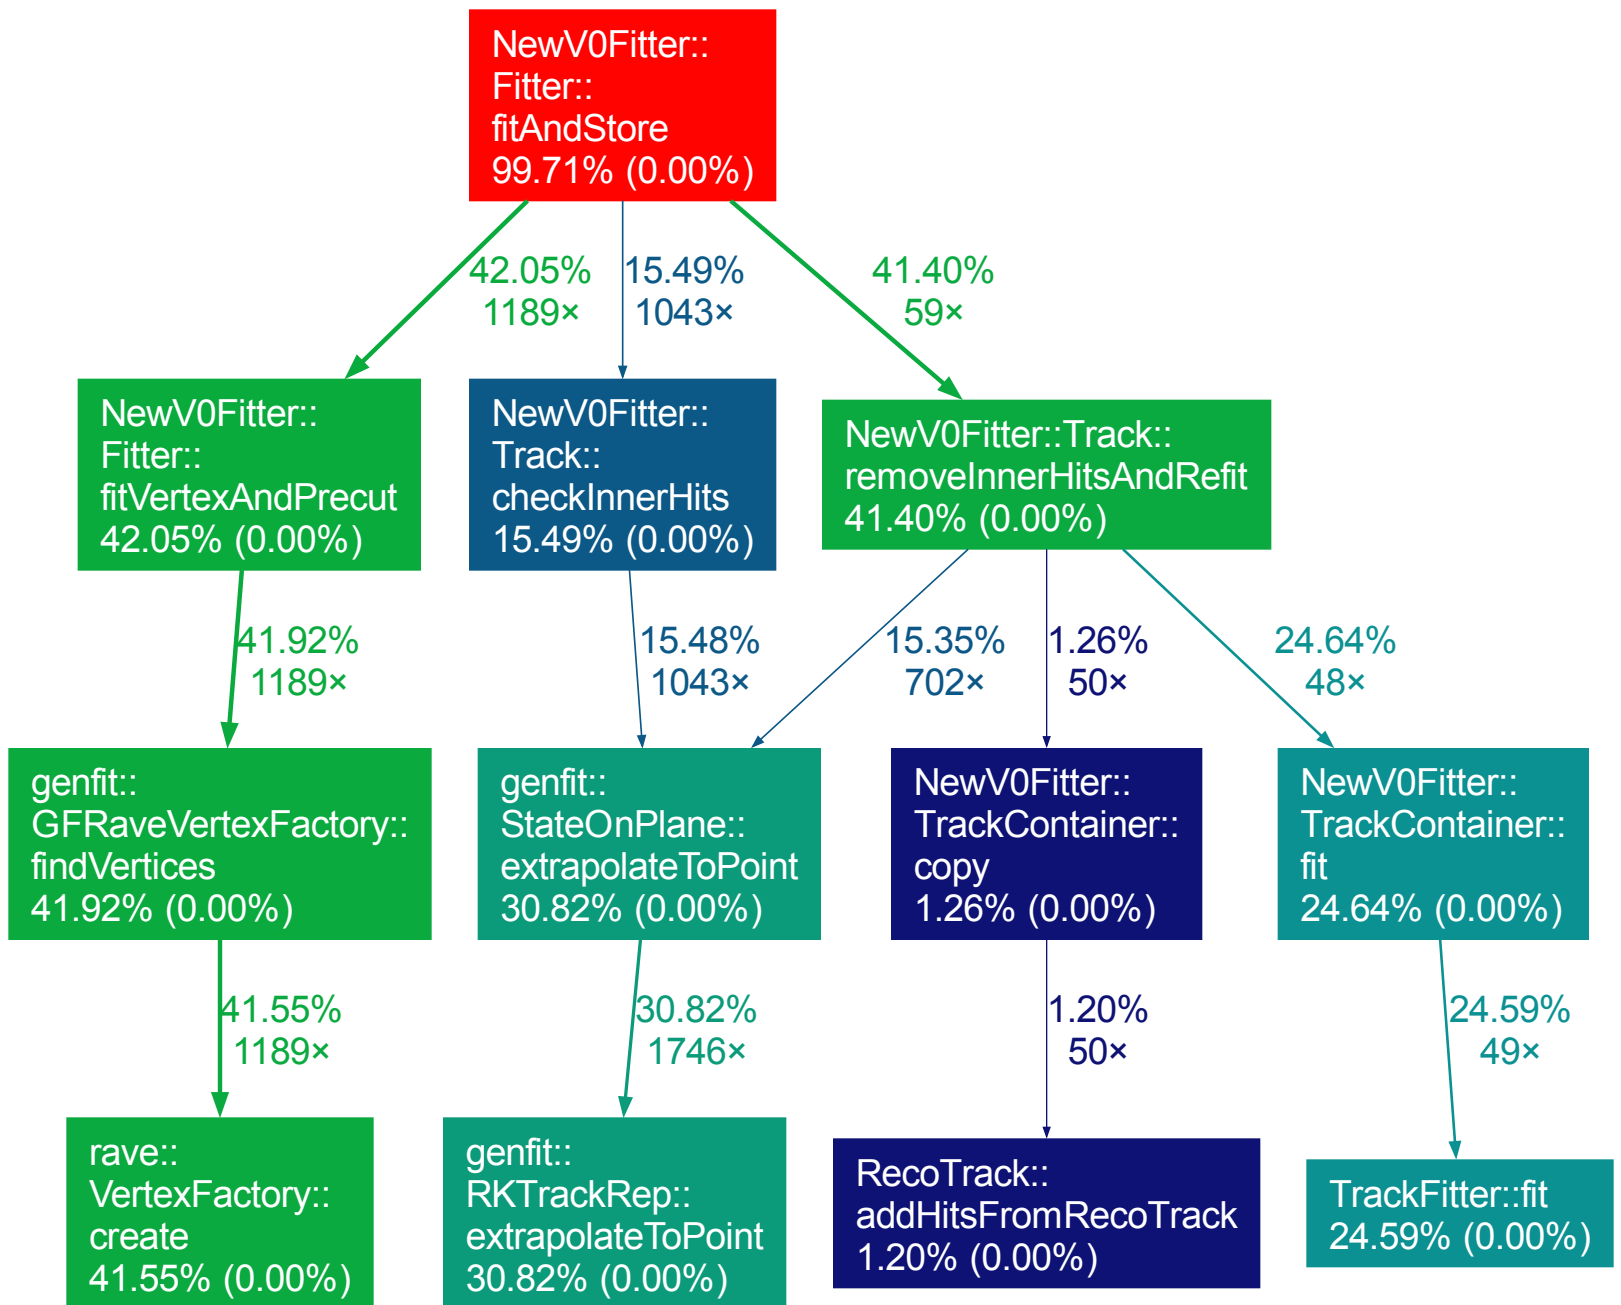 NewV0Fitter::
Fitter::
fitAndStore
99.71% (0.00%)
42.05%
1189×
15.49%
1043×
41.40%
59×
NewV0Fitter::
Fitter::
fitVertexAndPrecut
42.05% (0.00%)
NewV0Fitter::
Track::
checkInnerHits
15.49% (0.00%)
NewV0Fitter::Track::
removeInnerHitsAndRefit
41.40% (0.00%)
41.92%
1189×
15.48%
1043×
15.35%
702×
1.26%
50×
24.64%
48×
genfit::
GFRaveVertexFactory::
findVertices
41.92% (0.00%)
genfit::
StateOnPlane::
extrapolateToPoint
30.82% (0.00%)
NewV0Fitter::
TrackContainer::
copy
1.26% (0.00%)
NewV0Fitter::
TrackContainer::
fit
24.64% (0.00%)
41.55%
1189×
30.82%
1746×
1.20%
50×
24.59%
49×
rave::
VertexFactory::
create
41.55% (0.00%)
genfit::
RKTrackRep::
extrapolateToPoint
30.82% (0.00%)
RecoTrack::
addHitsFromRecoTrack
1.20% (0.00%)
TrackFitter::fit
24.59% (0.00%)